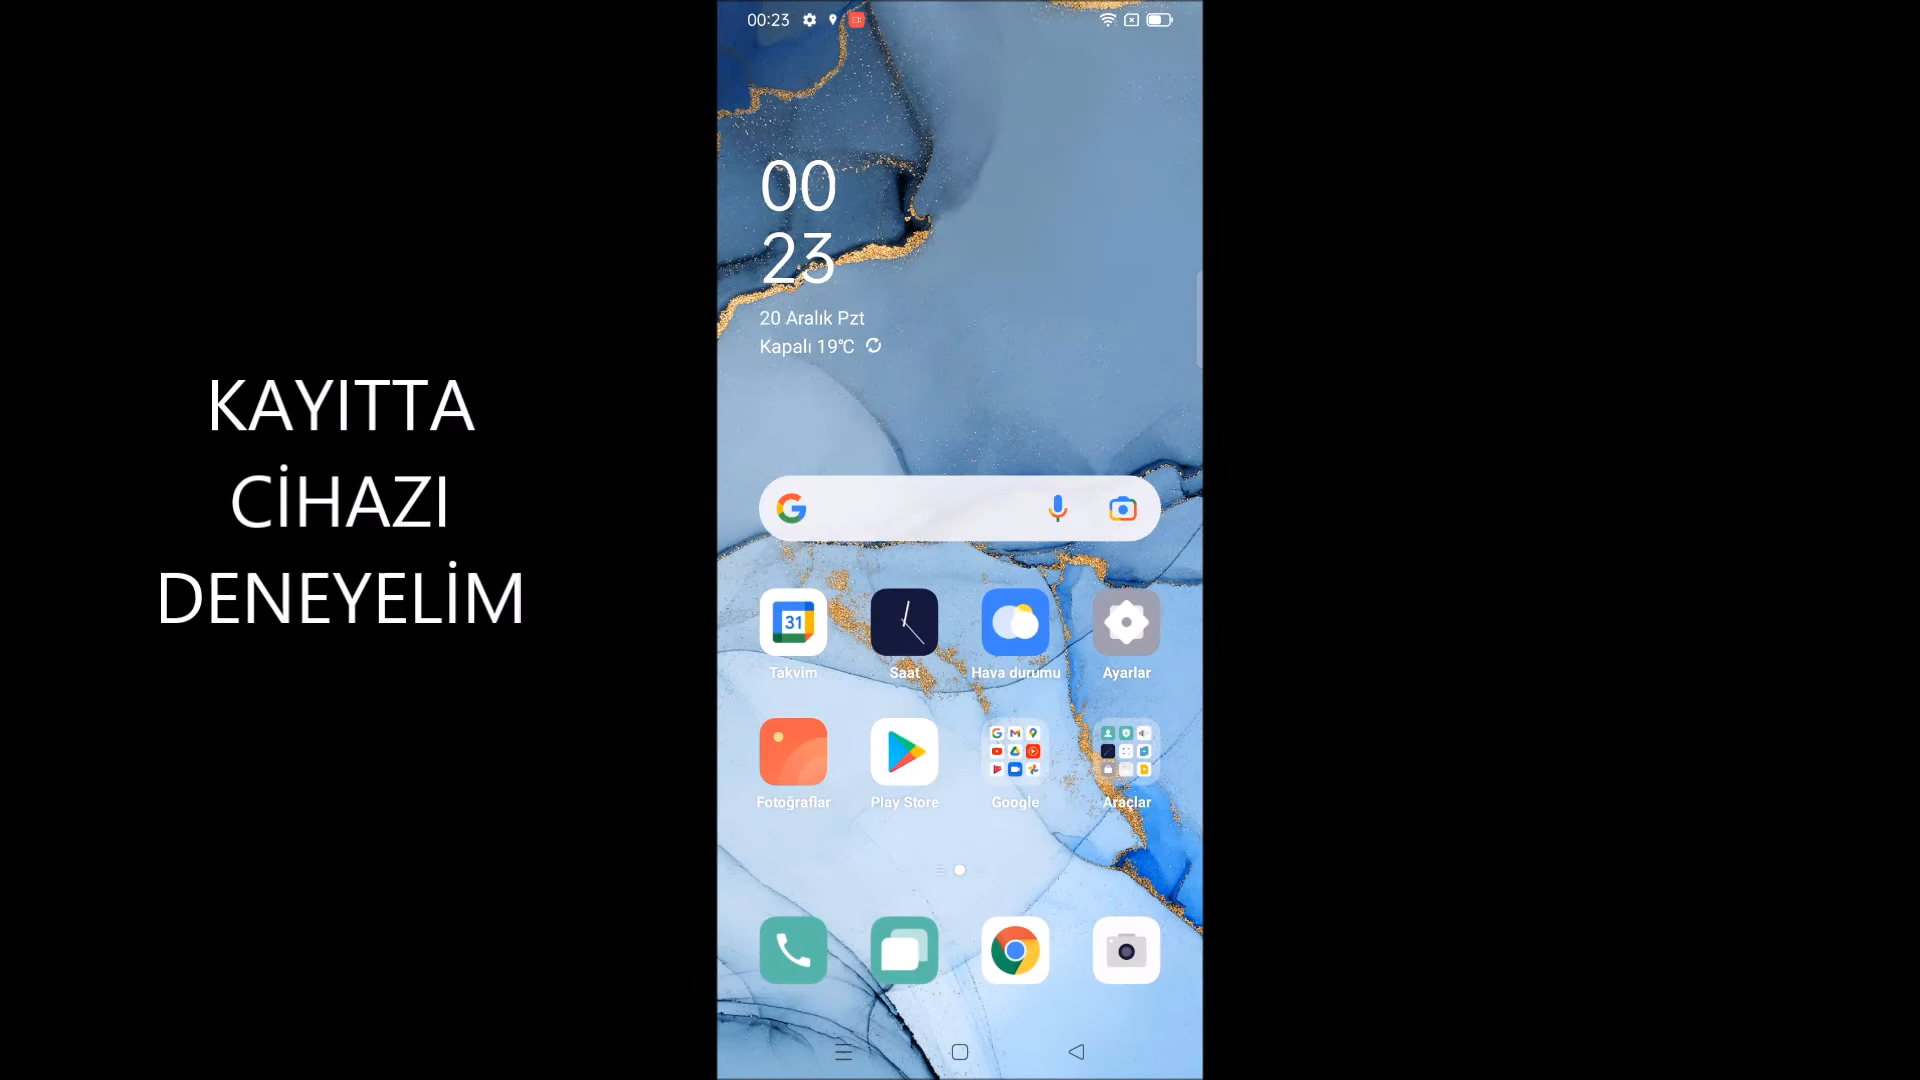 00:23
00
23
20 Aralık Pzt
Kapalı 19°C
KAYITTA
CİHAZI
DENEYELİM
31
Takvim
Saat
Hava durumu
Ayarlar
Fotoğraflar
Play Store
Google
Araçlar